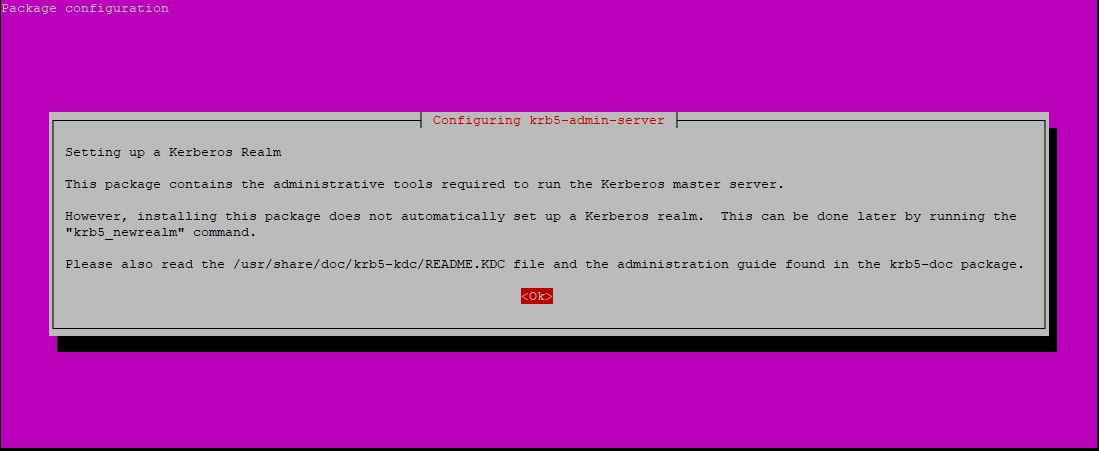 Package configuration
Configuring krb5-admin-server
Setting up a Kerberos Realm
This package contains the administrative tools required to run the Kerberos master server.
However, installing this package does not automatically set up a Kerberos realm.  This can be done later by running the
"krb5_newrealm" command.
Please also read the /usr/share/doc/krb5-kdc/README.KDC file and the administration guide found in the krb5-doc package.
<Ok>